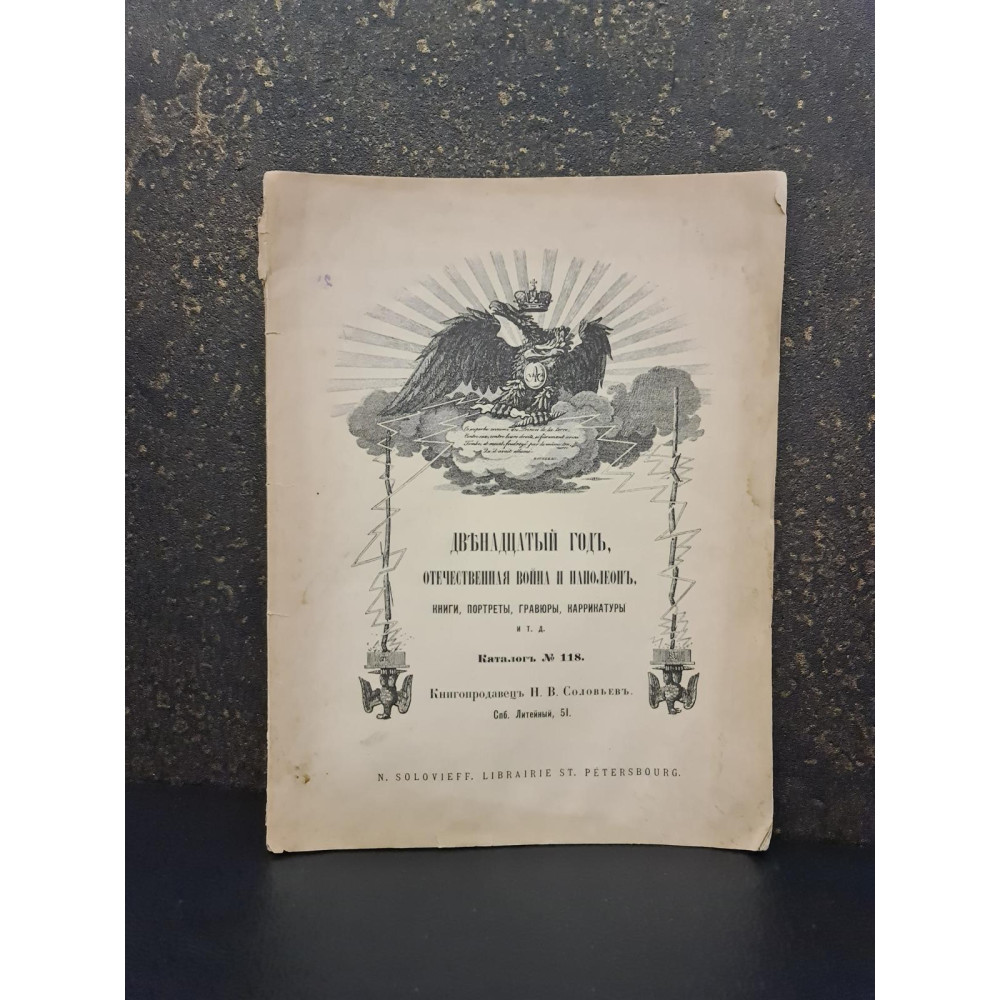 ДВѢНАДЦАТЫЙ ГОДЪ,
ОТЕЧЕСТВЕННАЯ ВОЙНА И НАПОЛЕОНЪ,
КНИГИ, ПОРТРЕТЫ, ГРАВЮРЫ, КАРРИКАТУРЫ
И Т. Д.
Каталогъ № 118.
Книгопродавецъ Н. В. Соловьевъ.
Спб. Литейный, 51.
N. SOLOVIEFF. LIBRAIRIE ST. PÉTERSBOURG.